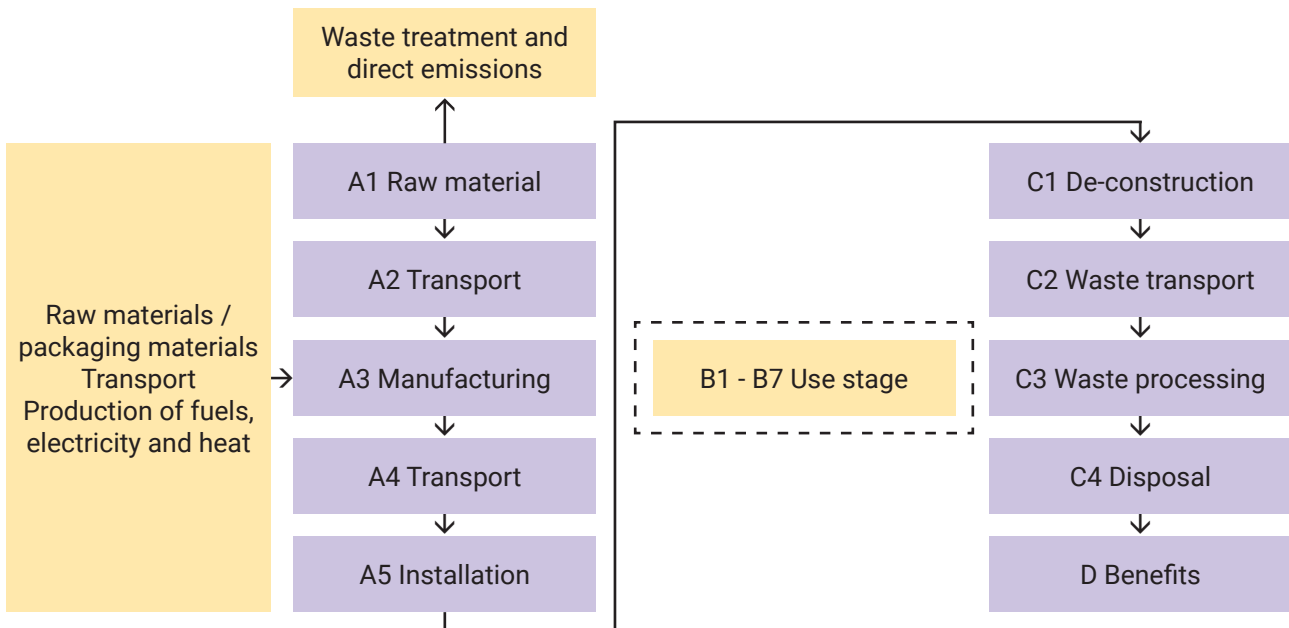 Waste treatment and
direct emissions
Raw materials /
packaging materials
Transport
Production of fuels,
electricity and heat
A1 Raw material
A2 Transport
A3 Manufacturing
A4 Transport
A5 Installation
B1 - B7 Use stage
C1 De-construction
C2 Waste transport
C3 Waste processing
C4 Disposal
D Benefits